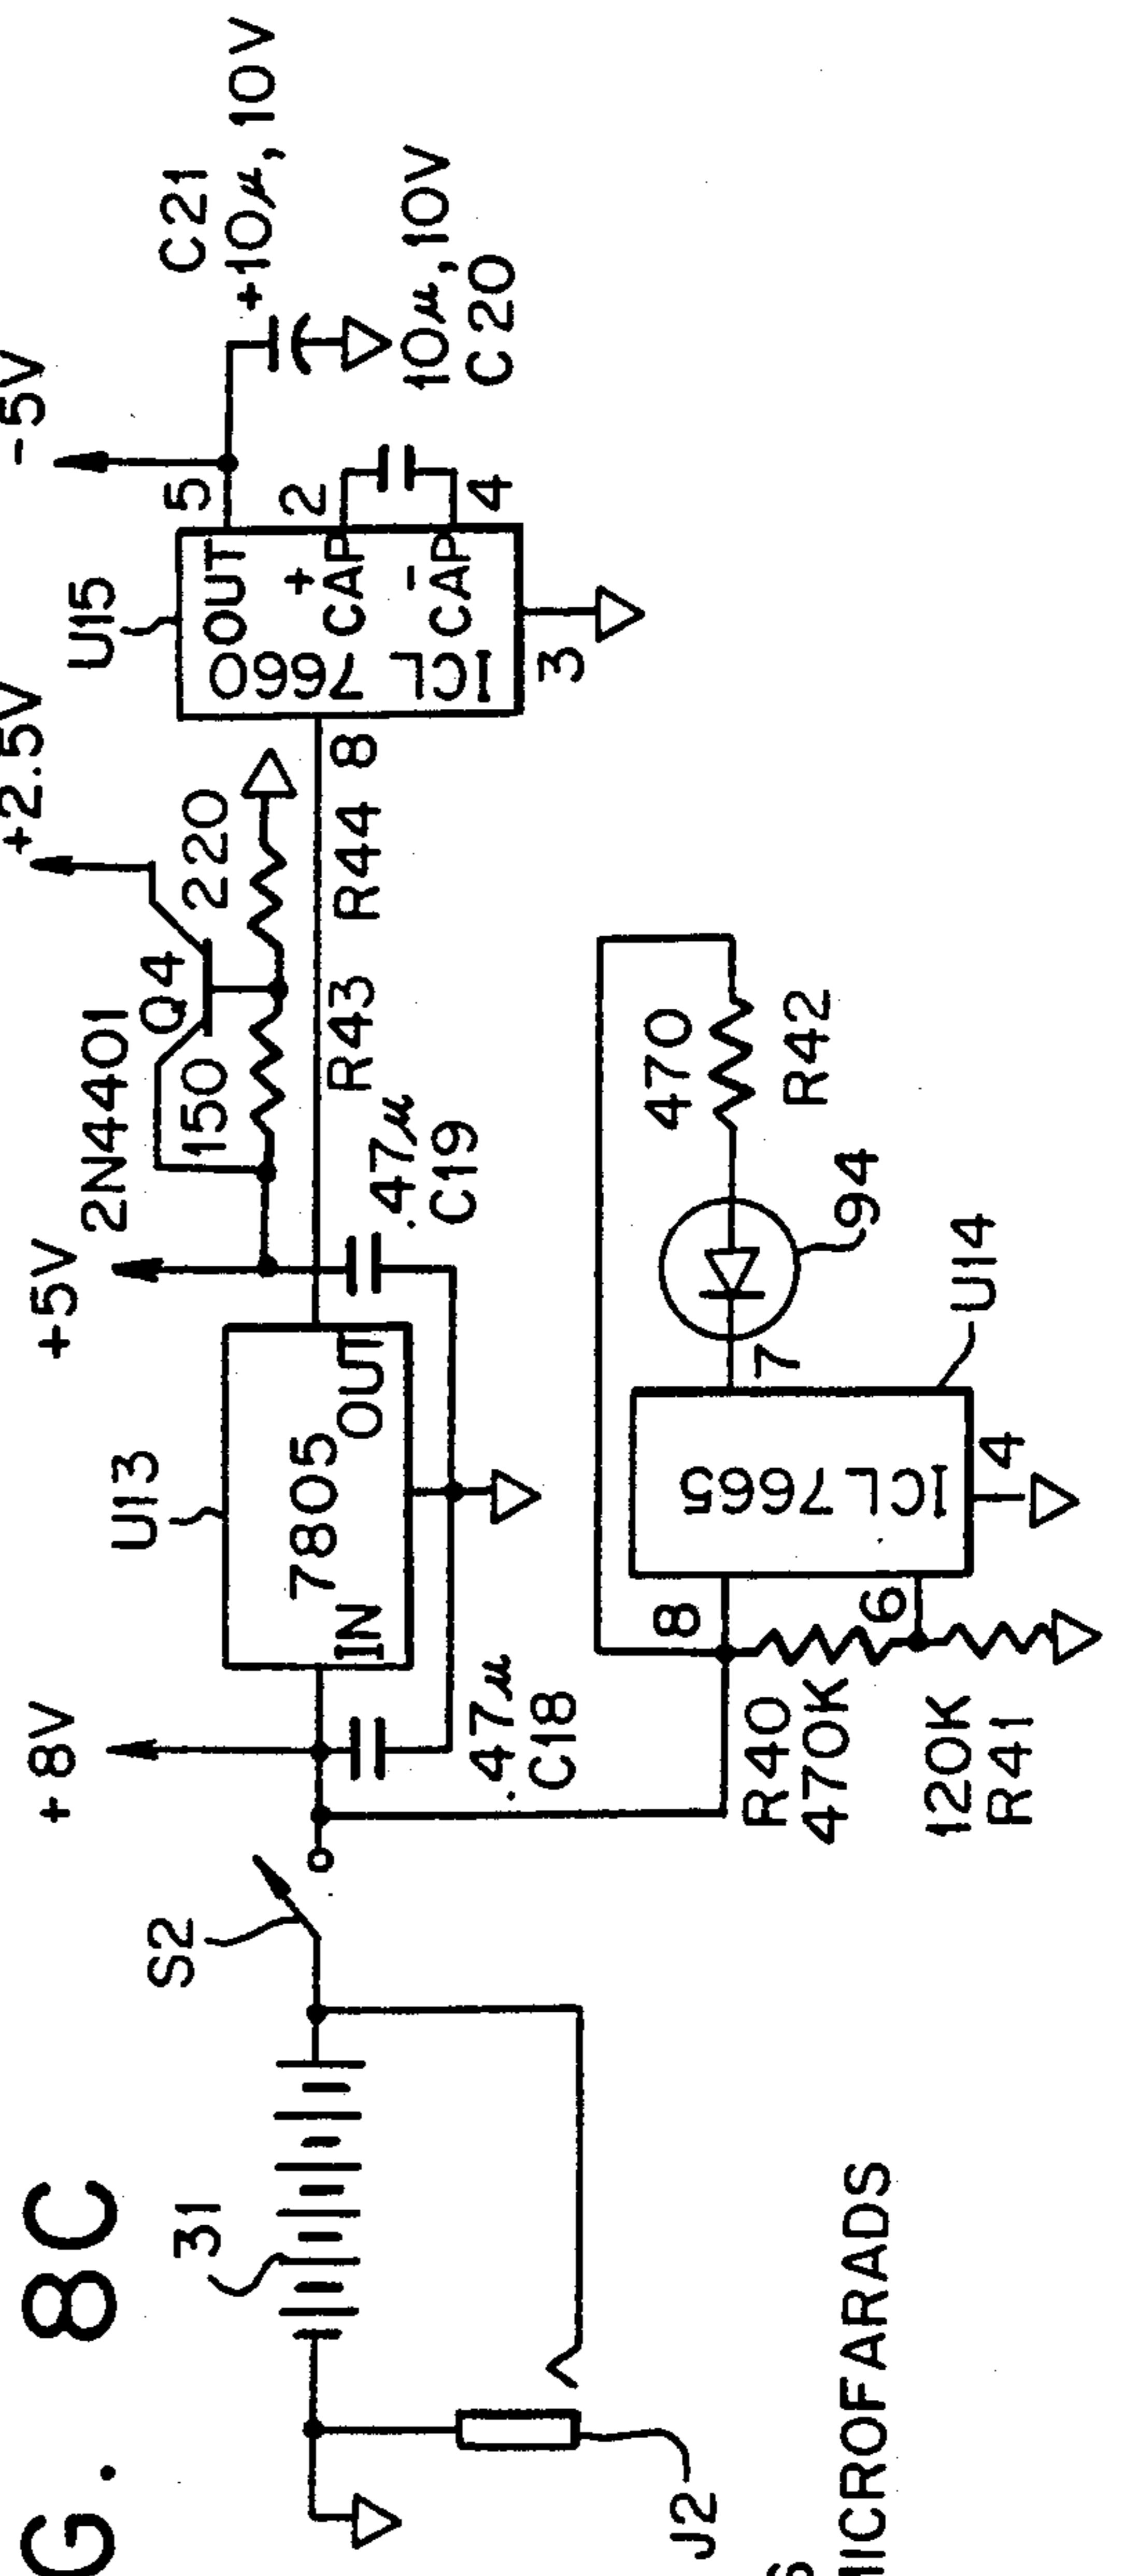 G. 8C
31
S2
J2
MICROFARADS
+8V
U13
7805
IN
OUT
.47μ
C18
+5V
.47μ
C19
2N4401
Q4
150
220
R43
R44
+2.5V
8
U15
ICL
7660
OUT
+
CAP
-
CAP
5
2
4
3
-5V
C21
+10μ, 10V
10μ, 10V
C20
R40
470K
120K
R41
8
6
ICL7665
7
4
U14
94
470
R42